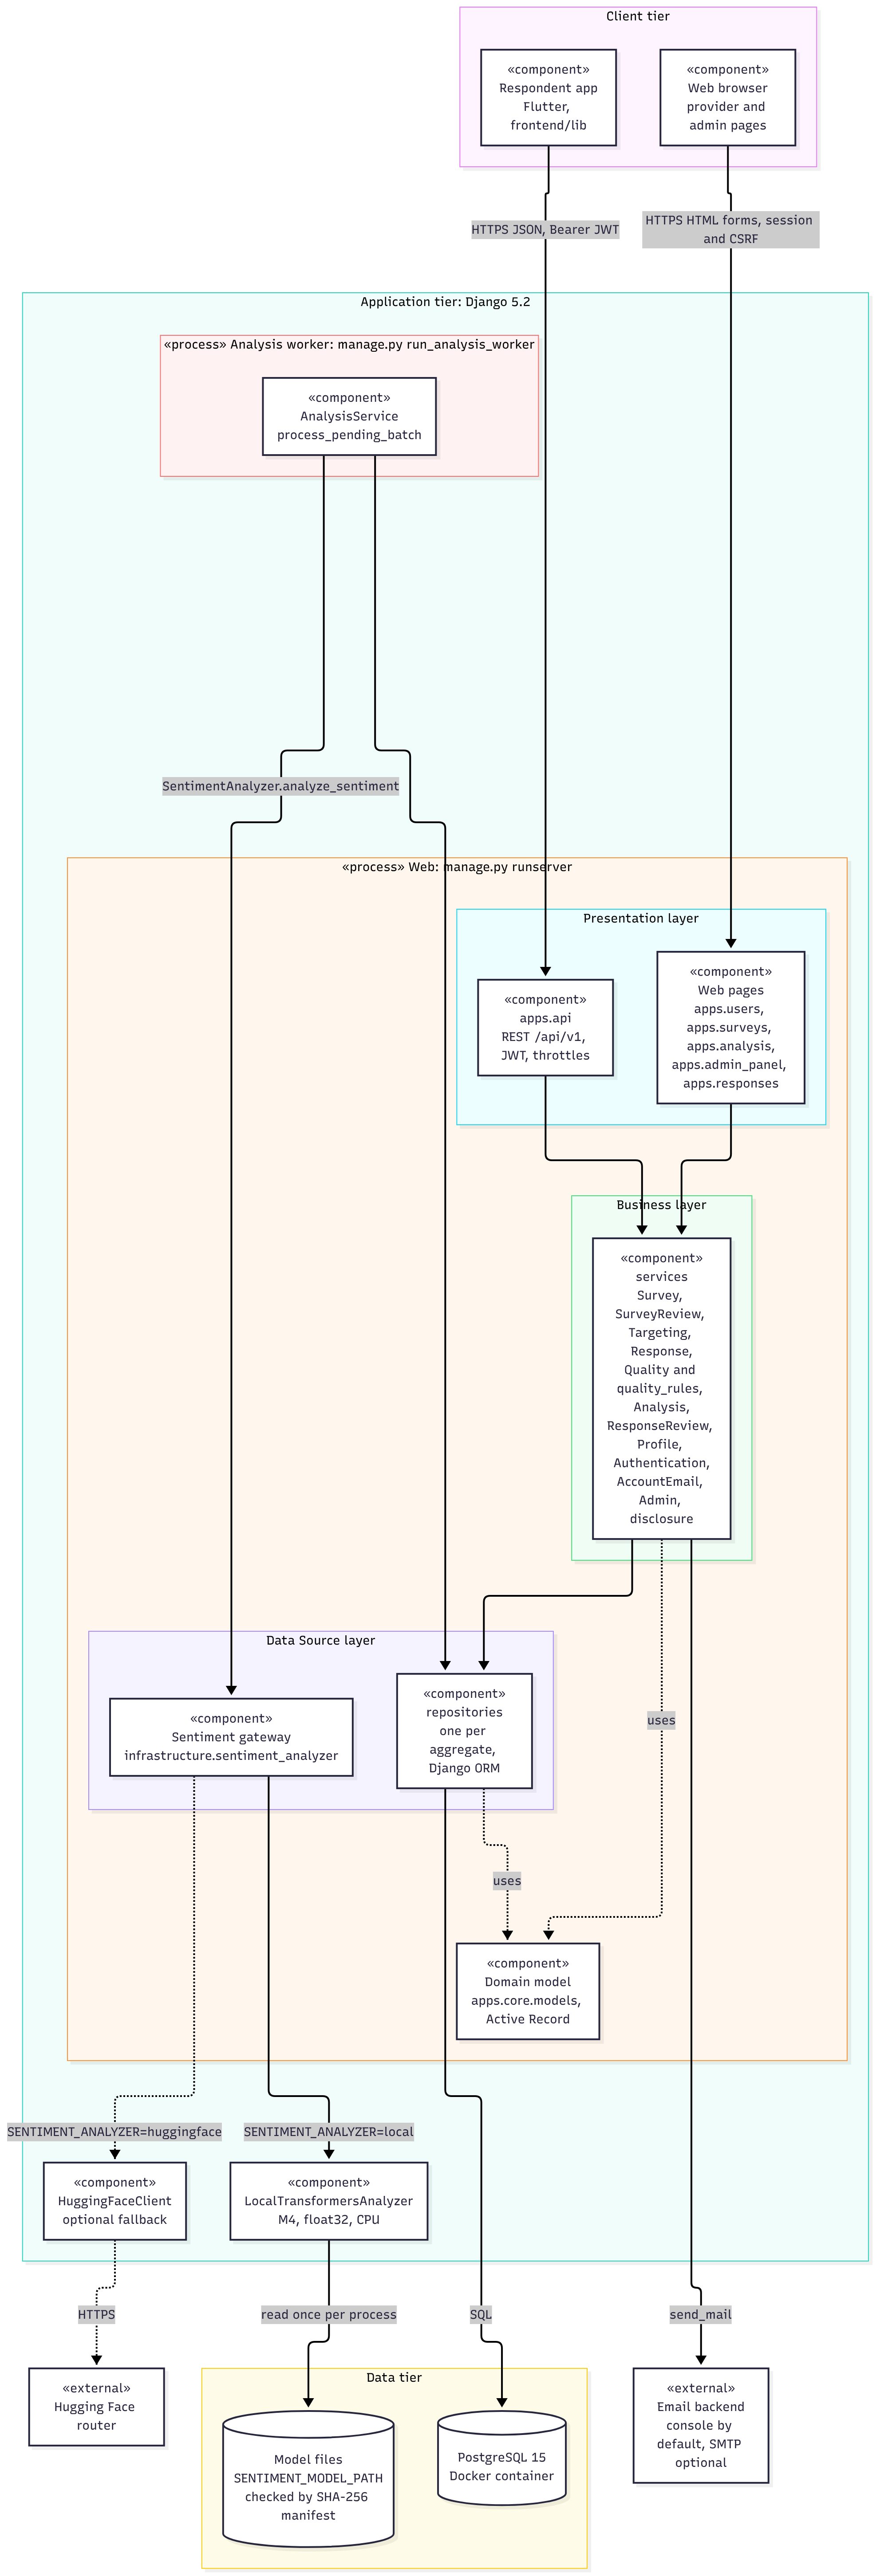 Client tier
«component»
Respondent app
Flutter,
frontend/lib
«component»
Web browser
provider and
admin pages
HTTPS JSON, Bearer JWT
HTTPS HTML forms, session
and CSRF
Application tier: Django 5.2
«process» Analysis worker: manage.py run_analysis_worker
«component»
AnalysisService
process_pending_batch
SentimentAnalyzer.analyze_sentiment
«process» Web: manage.py runserver
Presentation layer
«component»
apps.api
REST /api/v1,
JWT, throttles
«component»
Web pages
apps.users,
apps.surveys,
apps.analysis,
apps.admin_panel,
apps.responses
Business layer
«component»
services
Survey,
SurveyReview,
Targeting,
Response,
Quality and
quality_rules,
Analysis,
ResponseReview,
Profile,
Authentication,
AccountEmail,
Admin,
disclosure
Data Source layer
«component»
Sentiment gateway
infrastructure.sentiment_analyzer
«component»
repositories
one per
aggregate,
Django ORM
uses
uses
«component»
Domain model
apps.core.models,
Active Record
SENTIMENT_ANALYZER=huggingface
SENTIMENT_ANALYZER=local
«component»
HuggingFaceClient
optional fallback
«component»
LocalTransformersAnalyzer
M4, float32, CPU
HTTPS
read once per process
SQL
send_mail
«external»
Hugging Face
router
Data tier
Model files
SENTIMENT_MODEL_PATH
checked by SHA-256
manifest
PostgreSQL 15
Docker container
«external»
Email backend
console by
default, SMTP
optional